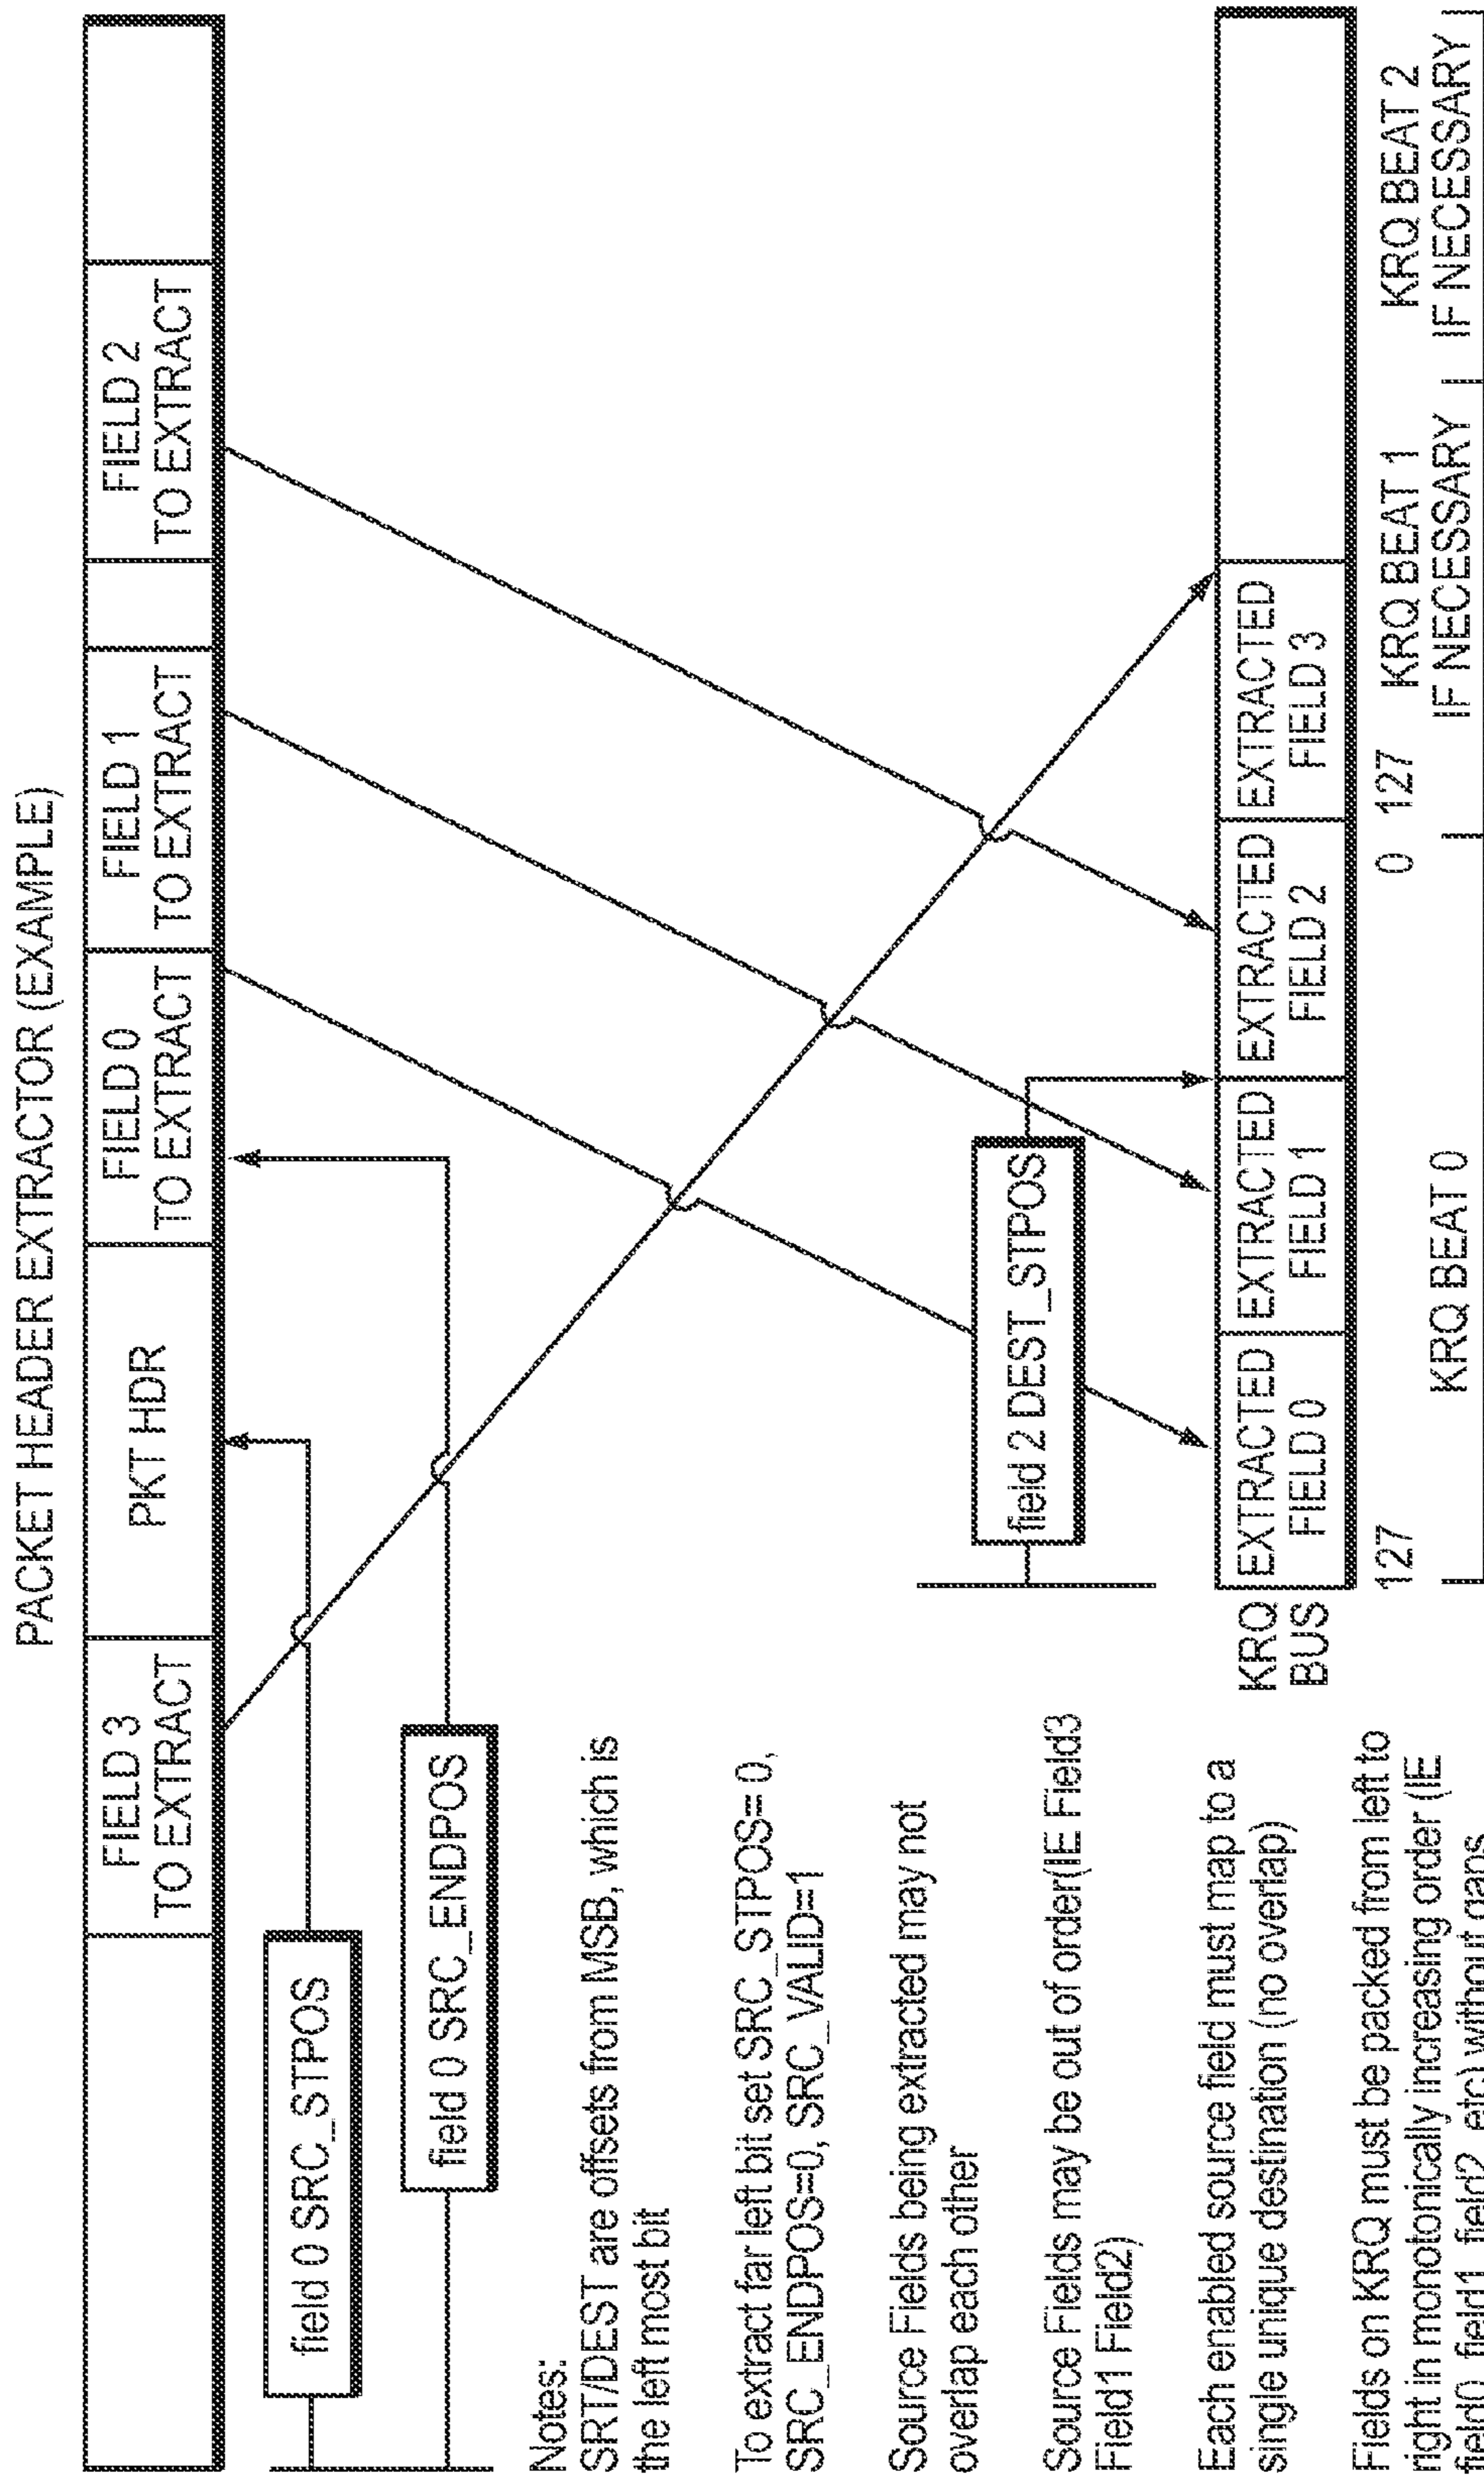 PACKET HEADER EXTRACTOR (EXAMPLE)
FIELD 3
TO EXTRACT
PKT HDR
FIELD 0
TO EXTRACT
FIELD 1
TO EXTRACT
FIELD 2
TO EXTRACT
field 0 SRC_STPOS
field 0 SRC_ENDPOS
Notes:
SRT/DEST are offsets from MSB, which is
the left most bit
To extract far left bit set SRC_STPOS= 0,
SRC_ENDPOS=0, SRC_VALID=1
Source Fields being extracted may not
overlap each other
Source Fields may be out of order(IE Field3
Field1 Field2)
Each enabled source field must map to a
single unique destination (no overlap)
Fields on KRQ must be packed from left to
right in monotonically increasing order (IE
field0, field1, field2, etc) without gaps
field 2 DEST_STPOS
KRQ
BUS
EXTRACTED
FIELD 0
EXTRACTED
FIELD 1
EXTRACTED
FIELD 2
EXTRACTED
FIELD 3
127
0
127
KRQ BEAT 0
KRQ BEAT 1
IF NECESSARY
KRQ BEAT 2
IF NECESSARY